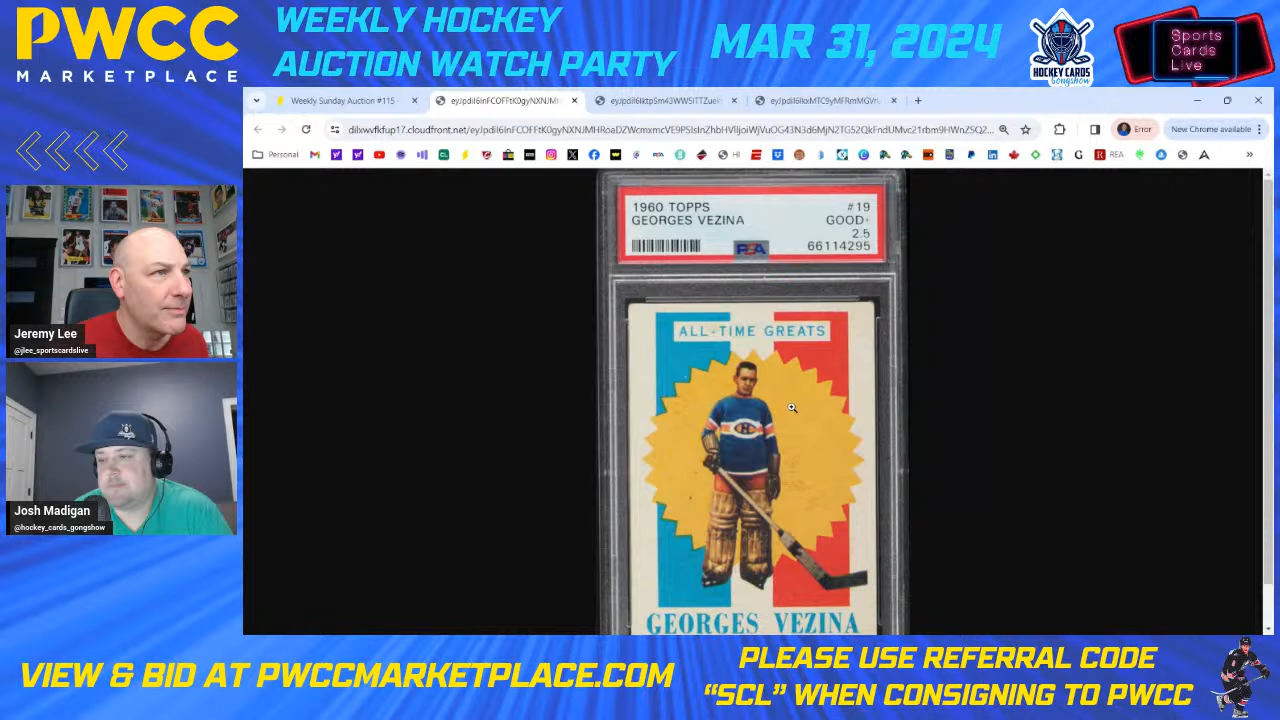 PWCC
MARKETPLACE
WEEKLY HOCKEY
AUCTION WATCH PARTY
MAR 31, 2024
HOCKEY CARDS
Gongshow
Sports
Cards
Live
Weekly Sunday Auction #115
Error
New Chrome available
Personal
HI
REA
1960 TOPPS #19
GEORGES VEZINA GOOD+
2.5
PSA 66114295
ALL-TIME GREATS
GEORGES VEZINA
Jeremy Lee
@jlee_sportscardslive
Josh Madigan
@hockey_cards_gongshow
VIEW & BID AT PWCCMARKETPLACE.COM
PLEASE USE REFERRAL CODE
“SCL” WHEN CONSIGNING TO PWCC